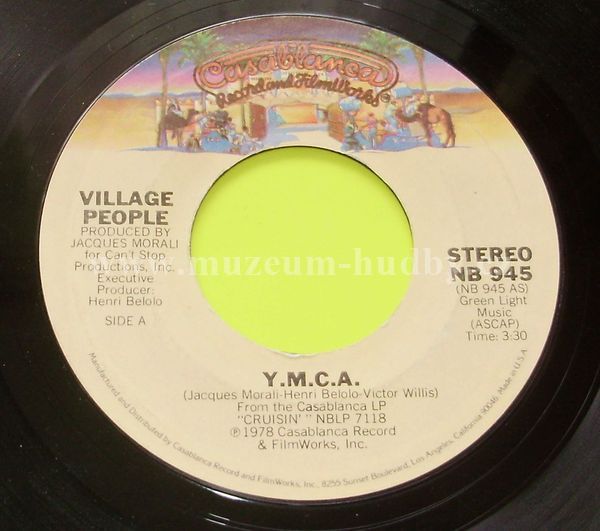 Casablanca
Record and FilmWorks
VILLAGE
PEOPLE
PRODUCED BY
JACQUES MORALI
for Can't Stop
Productions, Inc.
Executive
Producer:
Henri Belolo
SIDE A
STEREO
NB 945
(NB 945 AS)
Green Light
Music
(ASCAP)
Time: 3:30
www.muzeum-hudby
Y.M.C.A.
(Jacques Morali-Henri Belolo-Victor Willis)
From the Casablanca LP
"CRUISIN' " NBLP 7118
℗ 1978 Casablanca Record
& FilmWorks, Inc.
Manufactured and Distributed by Casablanca Record and FilmWorks, Inc., 8255 Sunset Boulevard, Los Angeles, California 90046. Made in U.S.A.